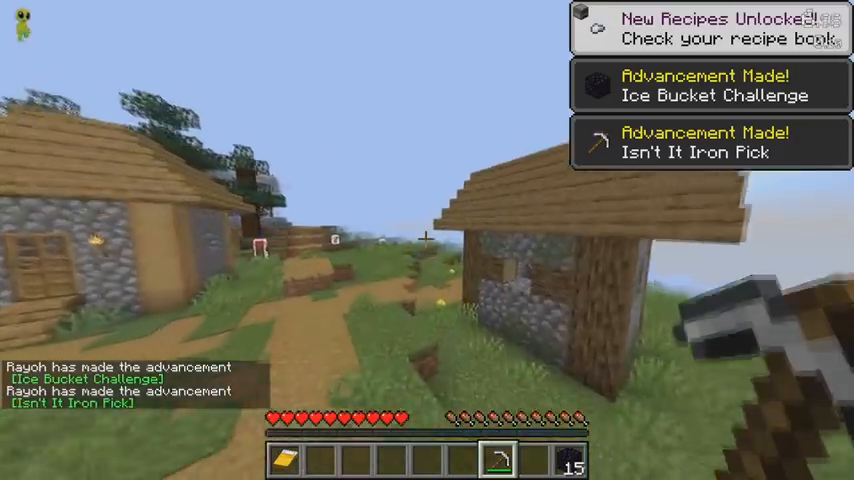 New Recipes Unlocked!
Check your recipe book
Advancement Made!
Ice Bucket Challenge
Advancement Made!
Isn't It Iron Pick
Rayoh has made the advancement
[Ice Bucket Challenge]
Rayoh has made the advancement
[Isn't It Iron Pick]
15